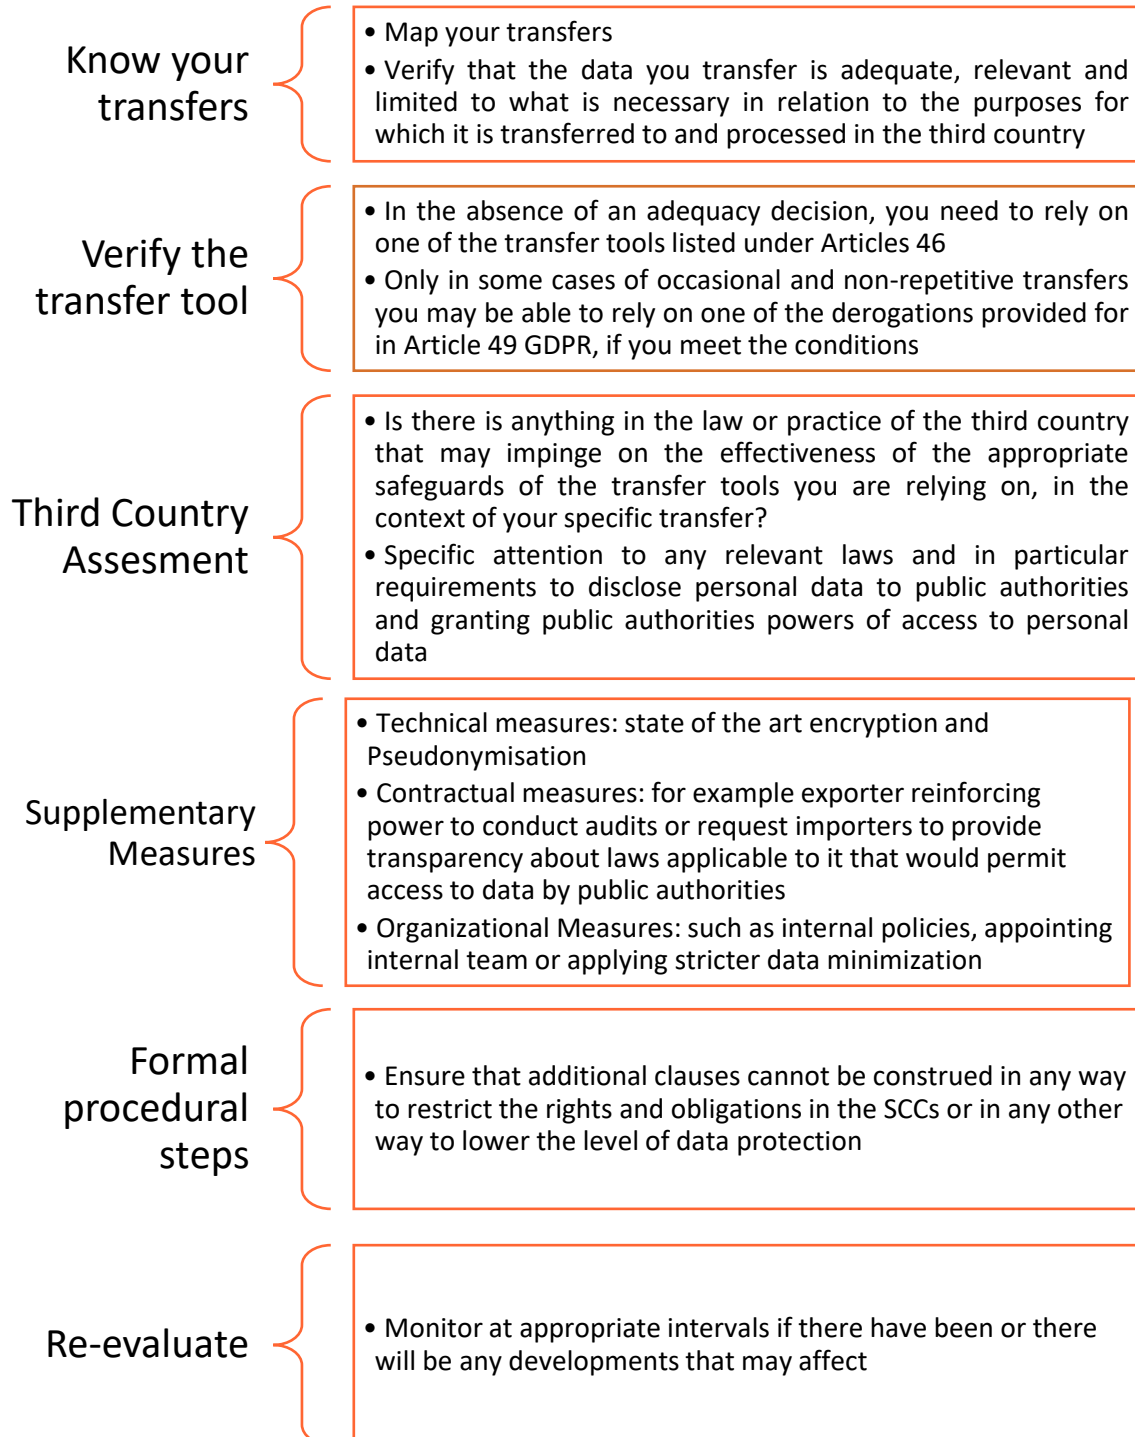 Know your
transfers
• Map your transfers
• Verify that the data you transfer is adequate, relevant and
limited to what is necessary in relation to the purposes for
which it is transferred to and processed in the third country
Verify the
transfer tool
• In the absence of an adequacy decision, you need to rely on
one of the transfer tools listed under Articles 46
• Only in some cases of occasional and non-repetitive transfers
you may be able to rely on one of the derogations provided for
in Article 49 GDPR, if you meet the conditions
Third Country
Assesment
• Is there is anything in the law or practice of the third country
that may impinge on the effectiveness of the appropriate
safeguards of the transfer tools you are relying on, in the
context of your specific transfer?
• Specific attention to any relevant laws and in particular
requirements to disclose personal data to public authorities
and granting public authorities powers of access to personal
data
Supplementary
Measures
• Technical measures: state of the art encryption and
Pseudonymisation
• Contractual measures: for example exporter reinforcing
power to conduct audits or request importers to provide
transparency about laws applicable to it that would permit
access to data by public authorities
• Organizational Measures: such as internal policies, appointing
internal team or applying stricter data minimization
Formal
procedural
steps
• Ensure that additional clauses cannot be construed in any way
to restrict the rights and obligations in the SCCs or in any other
way to lower the level of data protection
Re-evaluate
• Monitor at appropriate intervals if there have been or there
will be any developments that may affect